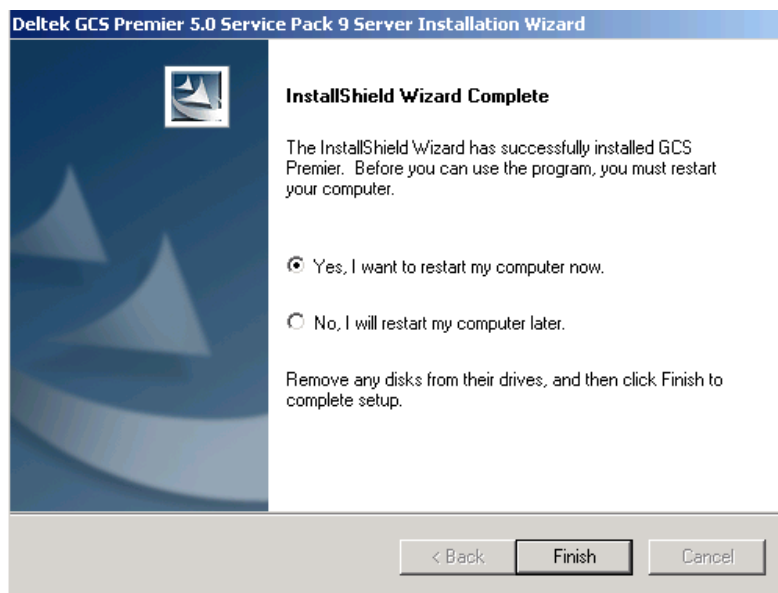 Deltek GCS Premier 5.0 Service Pack 9 Server Installation Wizard
InstallShield Wizard Complete
The InstallShield Wizard has successfully installed GCS
Premier. Before you can use the program, you must restart
your computer.
Yes, I want to restart my computer now.
No, I will restart my computer later.
Remove any disks from their drives, and then click Finish to
complete setup.
< Back
Finish
Cancel